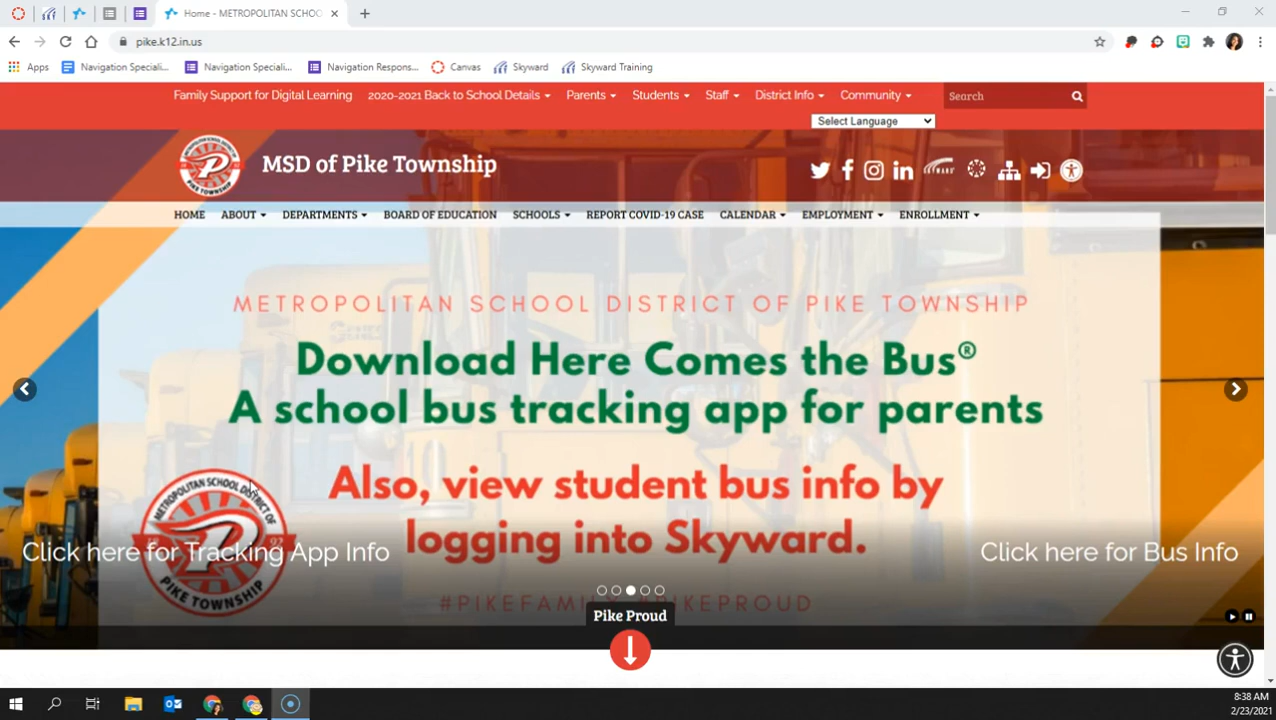 Home - METROPOLITAN SCHOO
pike.k12.in.us
Apps Navigation Speciali... Navigation Speciali... Navigation Respons... Canvas Skyward Skyward Training
Family Support for Digital Learning 2020-2021 Back to School Details Parents Students Staff District Info Community Search
Select Language
MSD of Pike Township
SKYWARD
HOME ABOUT DEPARTMENTS BOARD OF EDUCATION SCHOOLS REPORT COVID-19 CASE CALENDAR EMPLOYMENT ENROLLMENT
METROPOLITAN SCHOOL DISTRICT OF PIKE TOWNSHIP
Download Here Comes the Bus®
A school bus tracking app for parents
Also, view student bus info by
logging into Skyward.
METROPOLITAN SCHOOL DISTRICT OF
PIKE TOWNSHIP
Click here for Tracking App Info
Click here for Bus Info
#PIKEFAMILY #PIKEPROUD
Pike Proud
8:38 AM
2/23/2021